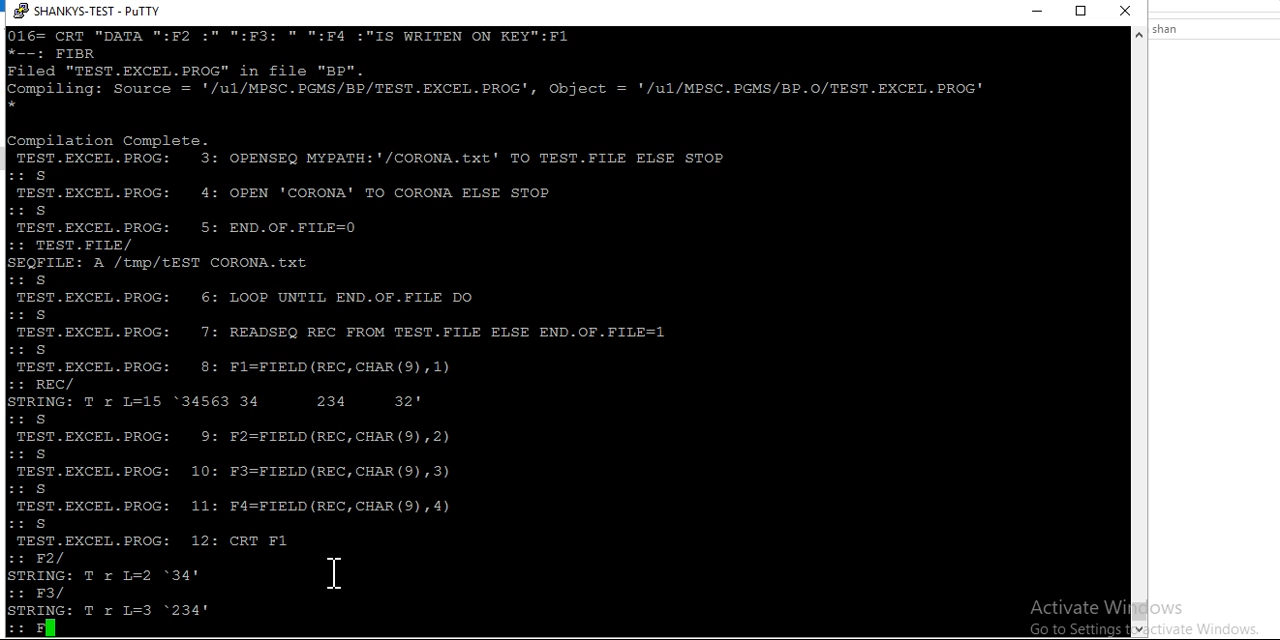 SHANKYS-TEST - PuTTY
shan
016= CRT "DATA ":F2 :" ":F3: " ":F4 :"IS WRITEN ON KEY":F1
*--: FIBR
Filed "TEST.EXCEL.PROG" in file "BP".
Compiling: Source = '/u1/MPSC.PGMS/BP/TEST.EXCEL.PROG', Object = '/u1/MPSC.PGMS/BP.O/TEST.EXCEL.PROG'
*
Compilation Complete.
TEST.EXCEL.PROG:   3: OPENSEQ MYPATH:'/CORONA.txt' TO TEST.FILE ELSE STOP
:: S
TEST.EXCEL.PROG:   4: OPEN 'CORONA' TO CORONA ELSE STOP
:: S
TEST.EXCEL.PROG:   5: END.OF.FILE=0
:: TEST.FILE/
SEQFILE: A /tmp/tEST CORONA.txt
:: S
TEST.EXCEL.PROG:   6: LOOP UNTIL END.OF.FILE DO
:: S
TEST.EXCEL.PROG:   7: READSEQ REC FROM TEST.FILE ELSE END.OF.FILE=1
:: S
TEST.EXCEL.PROG:   8: F1=FIELD(REC,CHAR(9),1)
:: REC/
STRING: T r L=15 `34563 34      234     32'
:: S
TEST.EXCEL.PROG:   9: F2=FIELD(REC,CHAR(9),2)
:: S
TEST.EXCEL.PROG:  10: F3=FIELD(REC,CHAR(9),3)
:: S
TEST.EXCEL.PROG:  11: F4=FIELD(REC,CHAR(9),4)
:: S
TEST.EXCEL.PROG:  12: CRT F1
:: F2/
STRING: T r L=2 `34'
:: F3/
STRING: T r L=3 `234'
:: F
Activate Windows
Go to Settings to activate Windows.